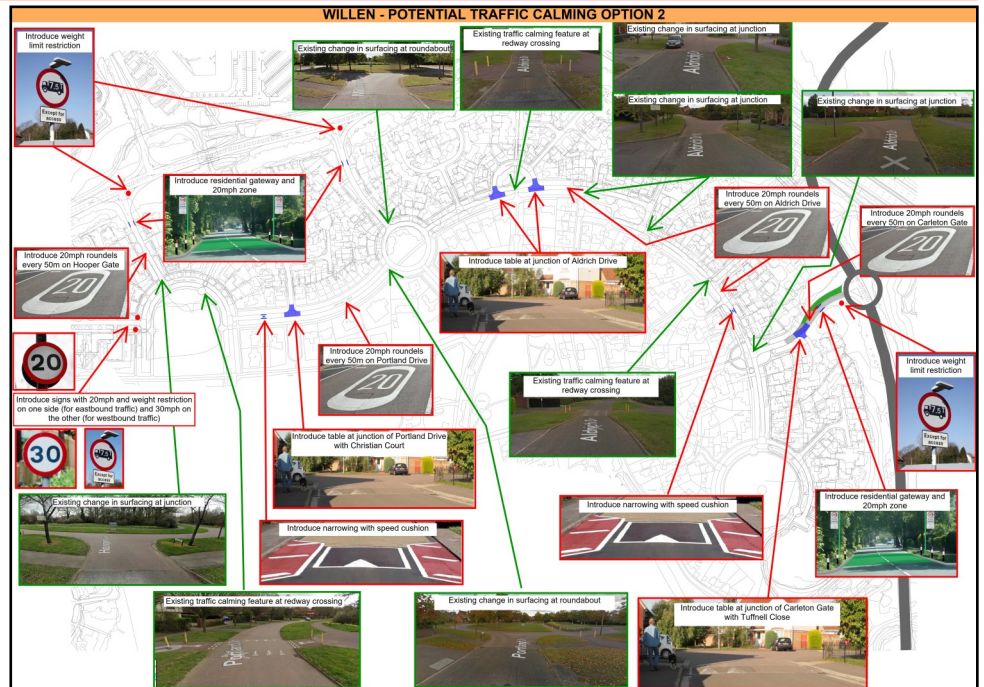 WILLEN - POTENTIAL TRAFFIC CALMING OPTION 2
Introduce weight
limit restriction
Except for
access
Existing change in surfacing at roundabout
Existing traffic calming feature at
redway crossing
Aldrich D
Existing change in surfacing at junction
Aldrich D
Existing change in surfacing at junction
Aldrich Dr
Existing change in surfacing at junction
Aldrich D
Introduce residential gateway and
20mph zone
Introduce 20mph roundels
every 50m on Aldrich Drive
20
Introduce 20mph roundels
every 50m on Carleton Gate
20
Introduce 20mph roundels
every 50m on Hooper Gate
20
Introduce table at junction of Aldrich Drive
20
Introduce signs with 20mph and weight restriction
on one side (for eastbound traffic) and 30mph on
the other (for westbound traffic)
30
Except for
access
Introduce 20mph roundels
every 50m on Portland Drive
20
Existing traffic calming feature at
redway crossing
Introduce weight
limit restriction
Except for
access
Introduce table at junction of Portland Drive
with Christian Court
Existing change in surfacing at junction
Introduce narrowing with speed cushion
Introduce narrowing with speed cushion
Introduce residential gateway and
20mph zone
Existing traffic calming feature at redway crossing
Existing change in surfacing at roundabout
Introduce table at junction of Carleton Gate
with Tuffnell Close